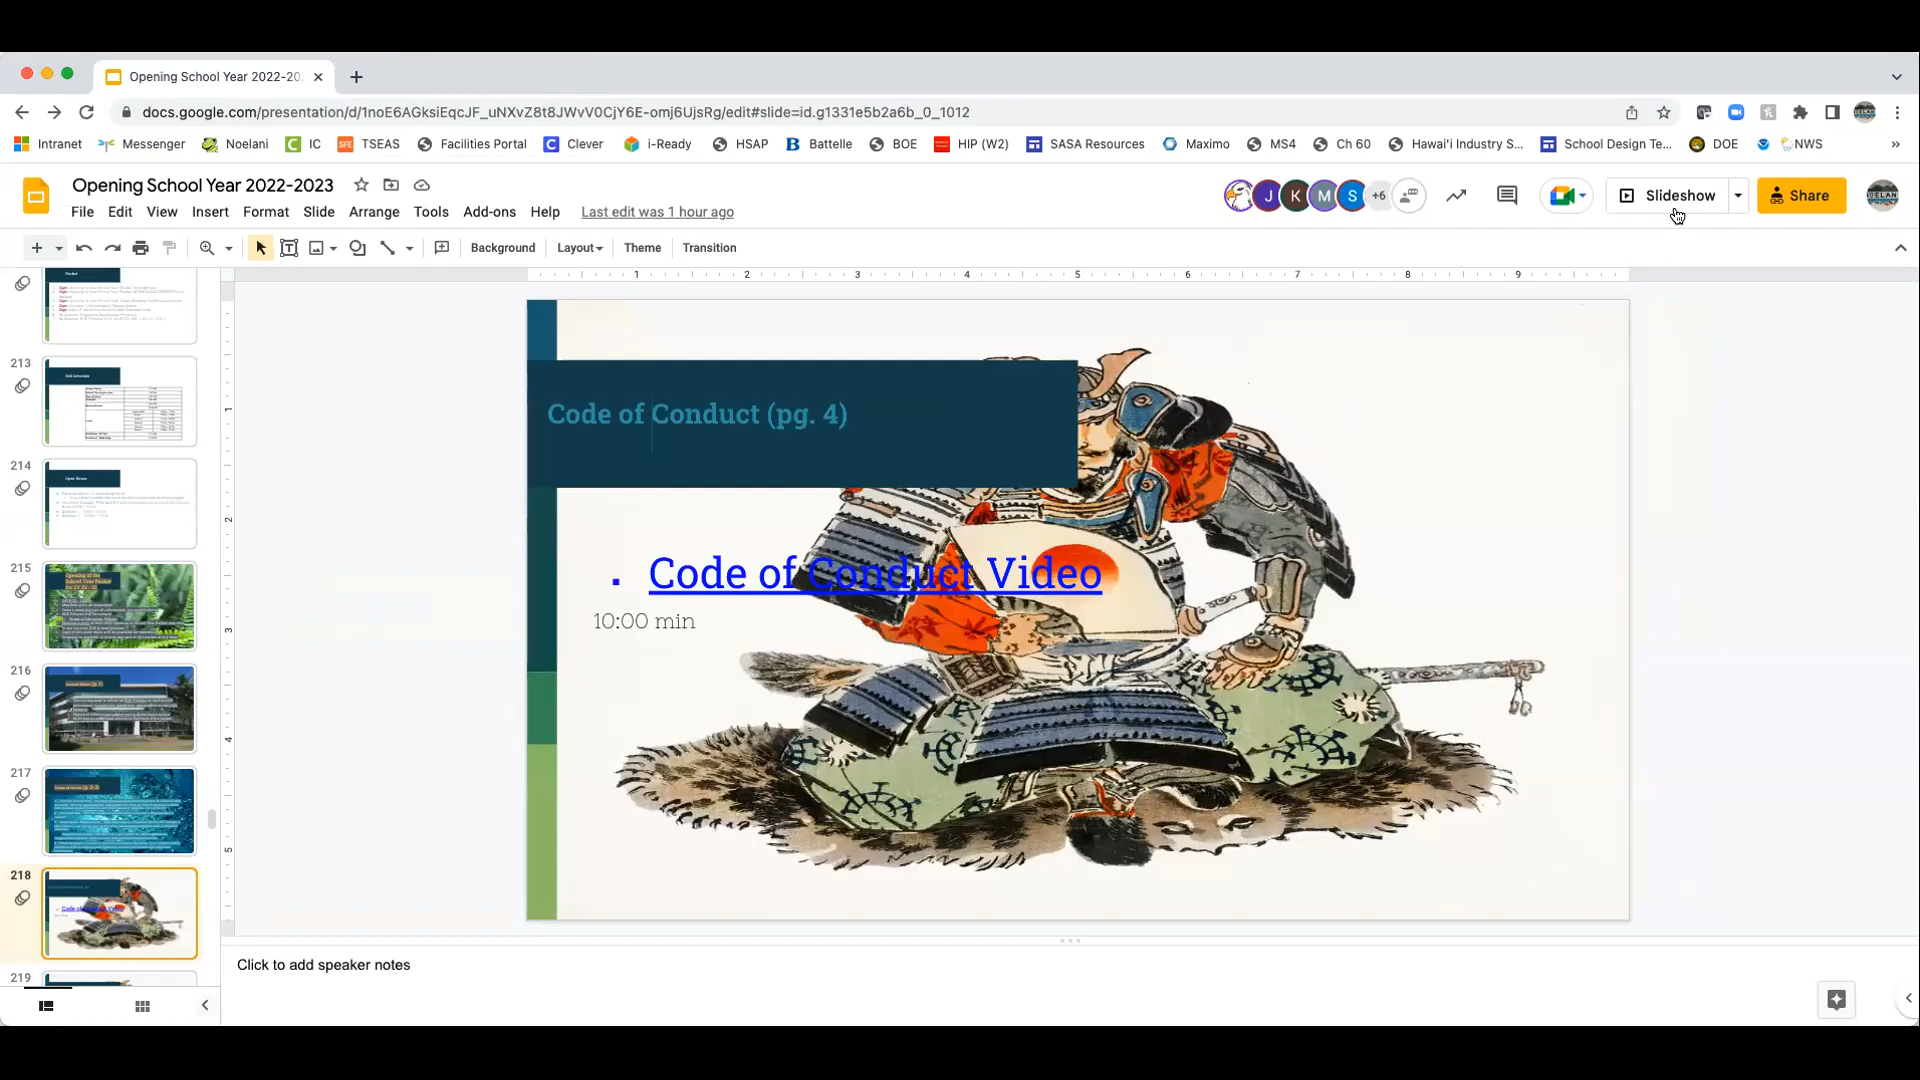 Opening School Year 2022-20
docs.google.com/presentation/d/1noE6AGksiEqcJF_uNXvZ8t8JWvV0CjY6E-omj6UjsRg/edit#slide=id.g1331e5b2a6b_0_1012
Intranet Messenger Noelani IC TSEAS Facilities Portal Clever i-Ready HSAP Battelle BOE HIP (W2) SASA Resources Maximo MS4 Ch 60 Hawai'i Industry S... School Design Te... DOE NWS »
Opening School Year 2022-2023
J K M S +6 Slideshow Share
File Edit View Insert Format Slide Arrange Tools Add-ons Help Last edit was 1 hour ago
Background Layout Theme Transition
1 2 3 4 5 6 7 8 9
1
2
3
4
5
213
214
215
216
217
218
219
Code of Conduct (pg. 4)
Code of Conduct Video
10:00 min
Click to add speaker notes